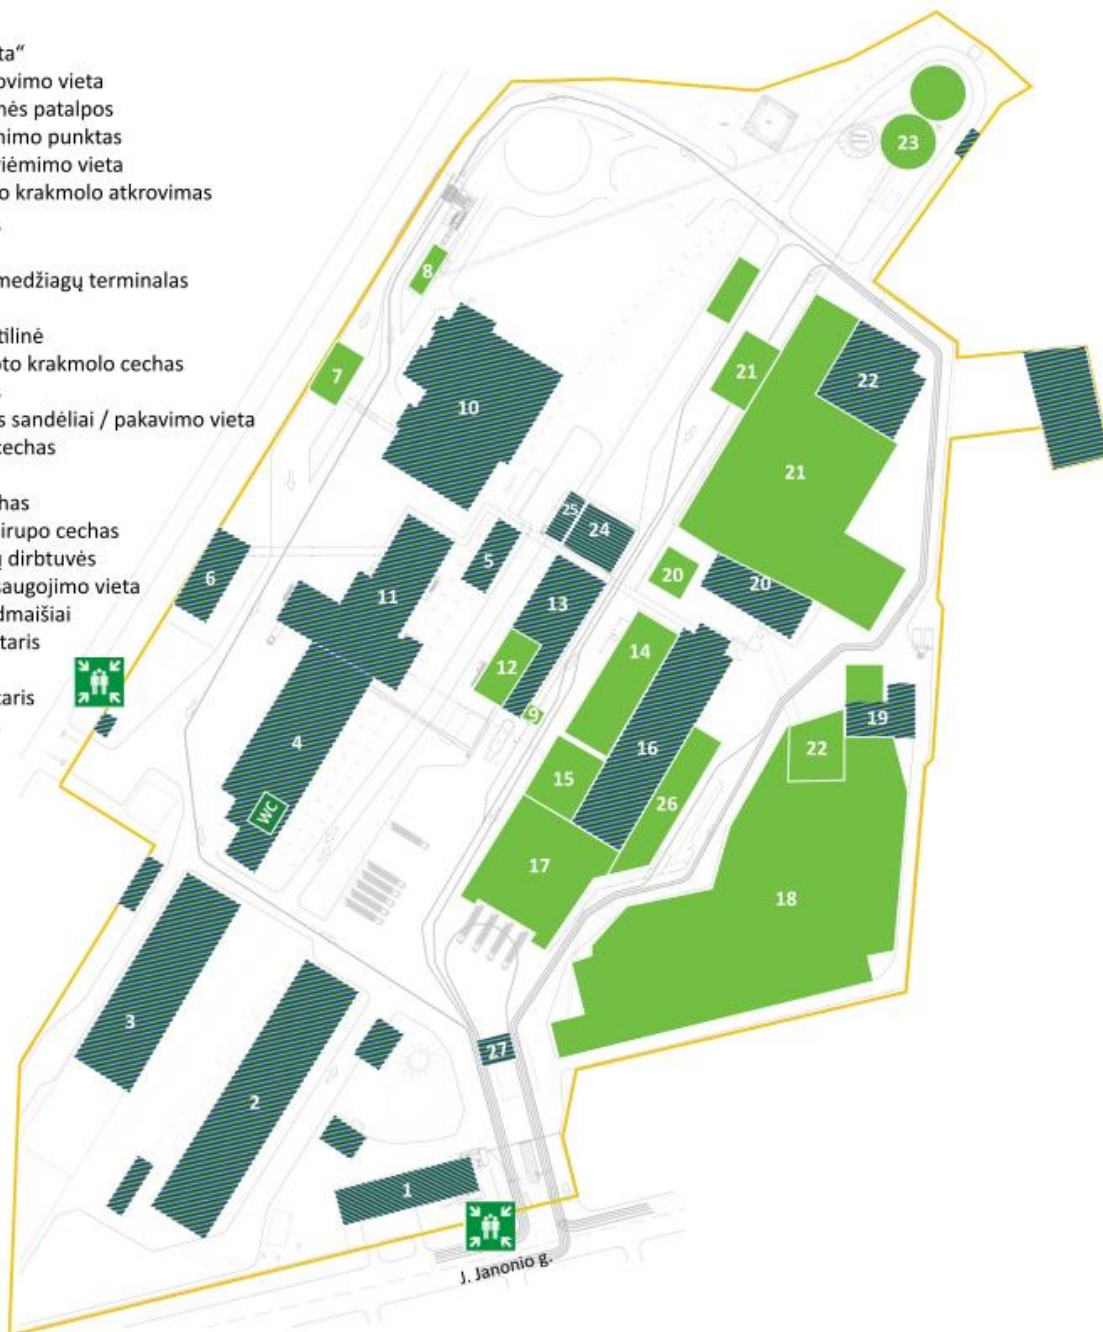 ta“
ovimo vieta
nės patalpos
nimo punktas
riėmimo vieta
o krakmolo atkrovimas
medžiagų terminalas
tilinė
oto krakmolo cechas
s sandėliai / pakavimo vieta
cechas
has
sirupo cechas
ų dirbtuvės
saugojimo vieta
dmaišiai
taris
taris
23
8
7
21
22
10
21
25
24
6
5
20
20
11
13
14
12
9
19
4
16
22
15
26
WC
17
18
3
27
2
1
J. Janonio g.